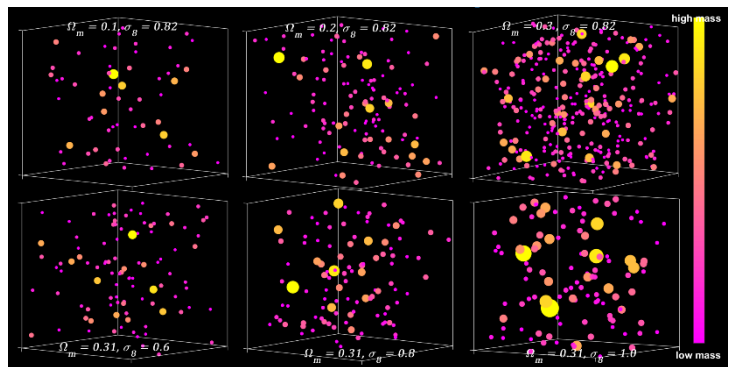 Ω_m = 0.1, σ_8 = 0.82
Ω_m = 0.2, σ_8 = 0.82
Ω_m = 0.3, σ_8 = 0.82
high mass
Ω_m = 0.31, σ_8 = 0.6
Ω_m = 0.31, σ_8 = 0.8
Ω_m = 0.31, σ_8 = 1.0
low mass